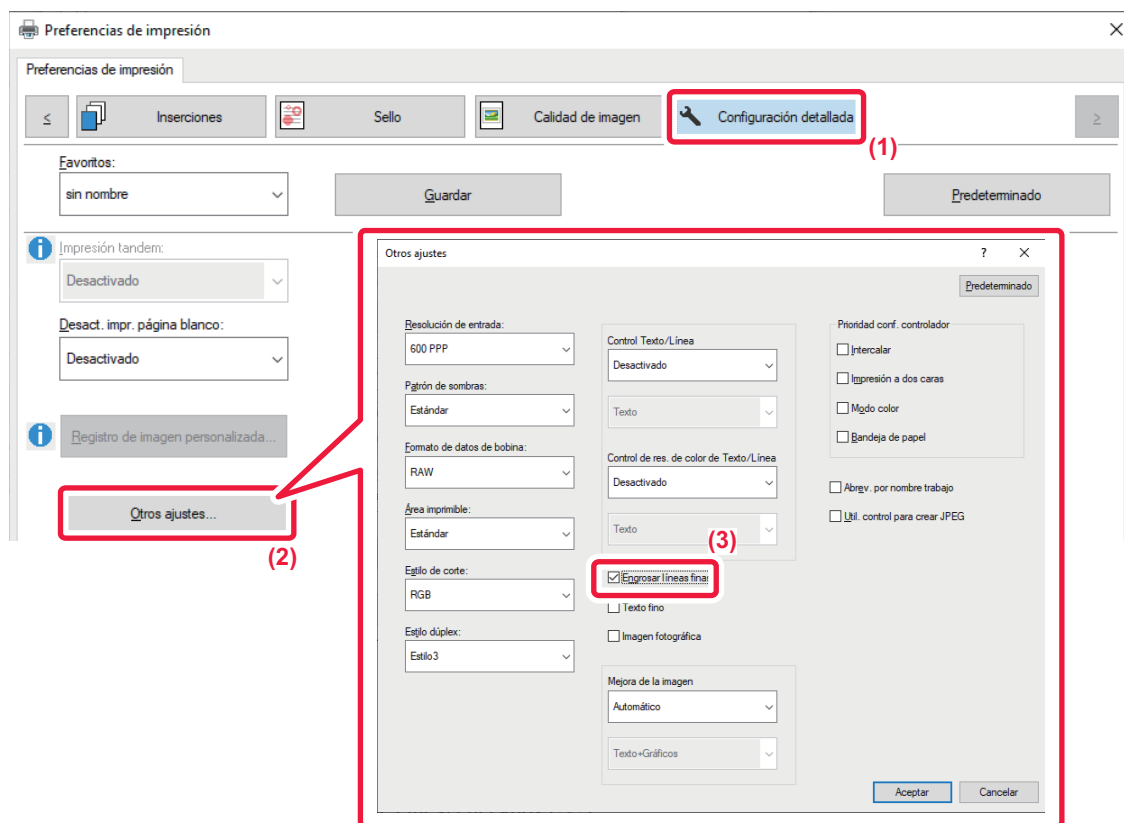 Preferencias de impresión
Preferencias de impresión
<
Inserciones
Sello
Calidad de imagen
Configuración detallada
>
(1)
Favoritos:
sin nombre
Guardar
Predeterminado
Impresión tandem:
Desactivado
Desact. impr. página blanco:
Desactivado
Registro de imagen personalizada...
Otros ajustes...
(2)
Otros ajustes
?
Predeterminado
Resolución de entrada:
600 PPP
Patrón de sombras:
Estándar
Formato de datos de bobina:
RAW
Área imprimible:
Estándar
Estilo de corte:
RGB
Estilo dúplex:
Estilo3
Control Texto/Línea
Desactivado
Texto
Control de res. de color de Texto/Línea
Desactivado
Texto
(3)
Engrosar líneas finas
Texto fino
Imagen fotográfica
Mejora de la imagen
Automático
Texto+Gráficos
Prioridad conf. controlador
Intercalar
Impresión a dos caras
Modo color
Bandeja de papel
Abrev. por nombre trabajo
Util. control para crear JPEG
Aceptar
Cancelar